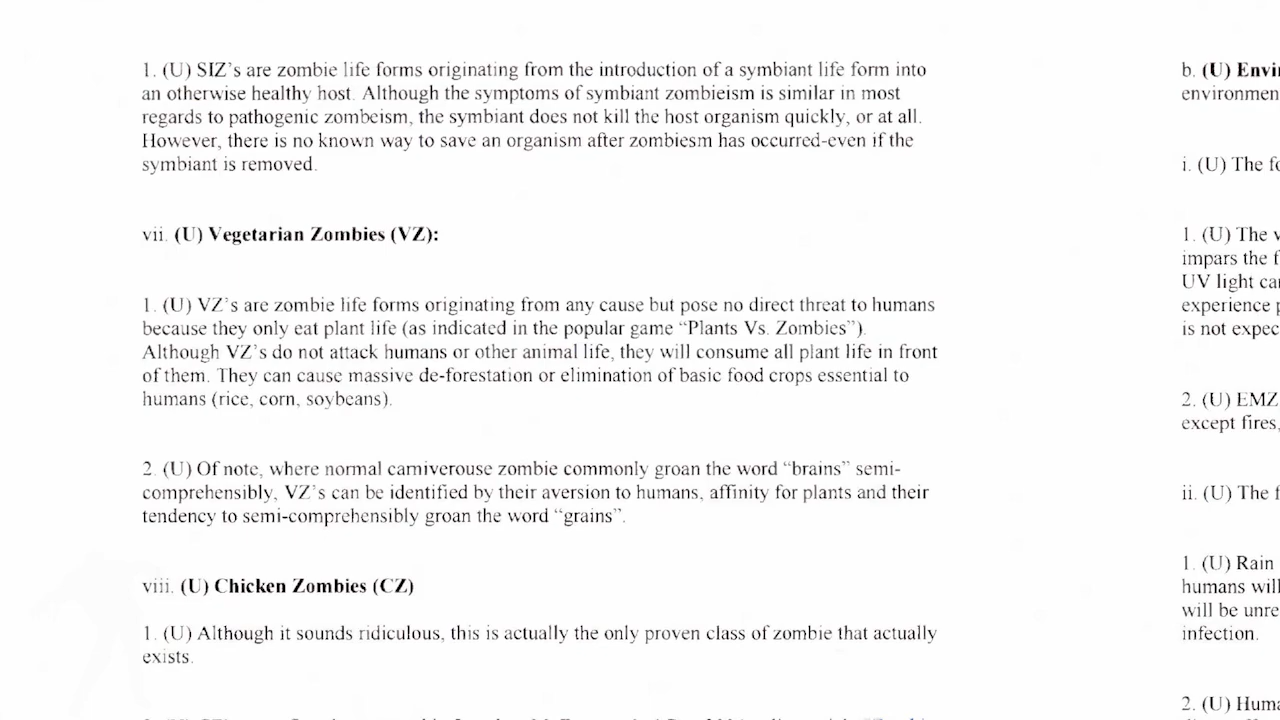 1. (U) SIZ's are zombie life forms originating from the introduction of a symbiant life form into
an otherwise healthy host. Although the symptoms of symbiant zombieism is similar in most
regards to pathogenic zombeism, the symbiant does not kill the host organism quickly, or at all.
However, there is no known way to save an organism after zombiesm has occurred-even if the
symbiant is removed.
vii. (U) Vegetarian Zombies (VZ):
1. (U) VZ's are zombie life forms originating from any cause but pose no direct threat to humans
because they only eat plant life (as indicated in the popular game “Plants Vs. Zombies”).
Although VZ's do not attack humans or other animal life, they will consume all plant life in front
of them. They can cause massive de-forestation or elimination of basic food crops essential to
humans (rice, corn, soybeans).
2. (U) Of note, where normal carniverouse zombie commonly groan the word “brains” semi-
comprehensibly, VZ's can be identified by their aversion to humans, affinity for plants and their
tendency to semi-comprehensibly groan the word “grains”.
viii. (U) Chicken Zombies (CZ)
1. (U) Although it sounds ridiculous, this is actually the only proven class of zombie that actually
exists.
b. (U) Envi
environmen
i. (U) The fo
1. (U) The v
impars the f
UV light ca
experience p
is not expec
2. (U) EMZ
except fires,
ii. (U) The f
1. (U) Rain
humans will
will be unre
infection.
2. (U) Huma